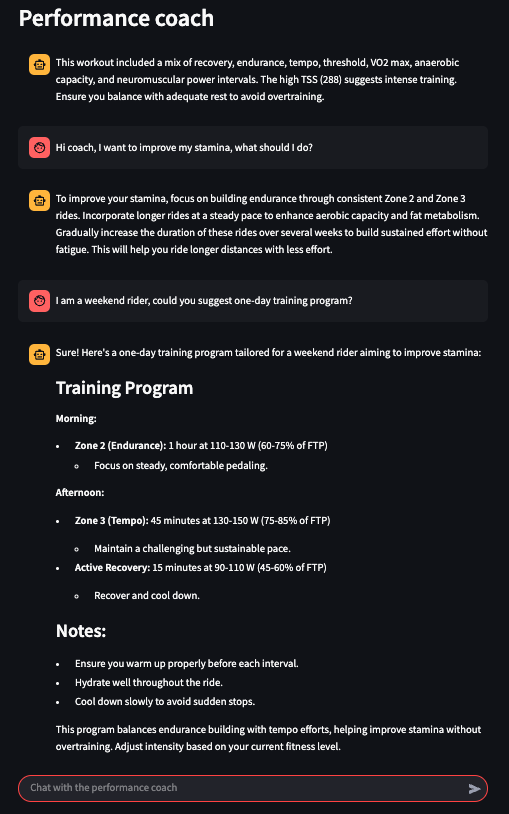 Performance coach
This workout included a mix of recovery, endurance, tempo, threshold, VO2 max, anaerobic
capacity, and neuromuscular power intervals. The high TSS (288) suggests intense training.
Ensure you balance with adequate rest to avoid overtraining.
Hi coach, I want to improve my stamina, what should I do?
To improve your stamina, focus on building endurance through consistent Zone 2 and Zone 3
rides. Incorporate longer rides at a steady pace to enhance aerobic capacity and fat metabolism.
Gradually increase the duration of these rides over several weeks to build sustained effort without
fatigue. This will help you ride longer distances with less effort.
I am a weekend rider, could you suggest one-day training program?
Sure! Here's a one-day training program tailored for a weekend rider aiming to improve stamina:
Training Program
Morning:
• Zone 2 (Endurance): 1 hour at 110-130 W (60-75% of FTP)
◦ Focus on steady, comfortable pedaling.
Afternoon:
• Zone 3 (Tempo): 45 minutes at 130-150 W (75-85% of FTP)
◦ Maintain a challenging but sustainable pace.
• Active Recovery: 15 minutes at 90-110 W (45-60% of FTP)
◦ Recover and cool down.
Notes:
• Ensure you warm up properly before each interval.
• Hydrate well throughout the ride.
• Cool down slowly to avoid sudden stops.
This program balances endurance building with tempo efforts, helping improve stamina without
overtraining. Adjust intensity based on your current fitness level.
Chat with the performance coach